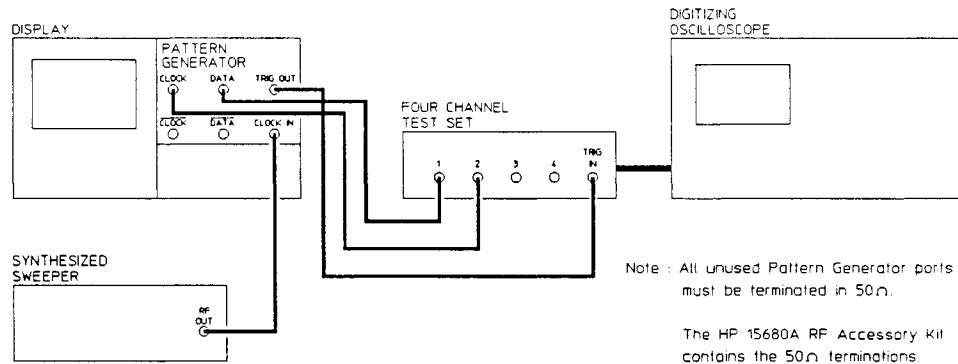 DISPLAY
PATTERN
GENERATOR
CLOCK DATA TRIG OUT
CLOCK DATA CLOCK IN
FOUR CHANNEL
TEST SET
1 2 3 4 TRIG
IN
DIGITIZING
OSCILLOSCOPE
SYNTHESIZED
SWEEPER
RF
OUT
Note : All unused Pattern Generator ports
must be terminated in 50Ω.
The HP 15680A RF Accessory Kit
contains the 50Ω terminations.